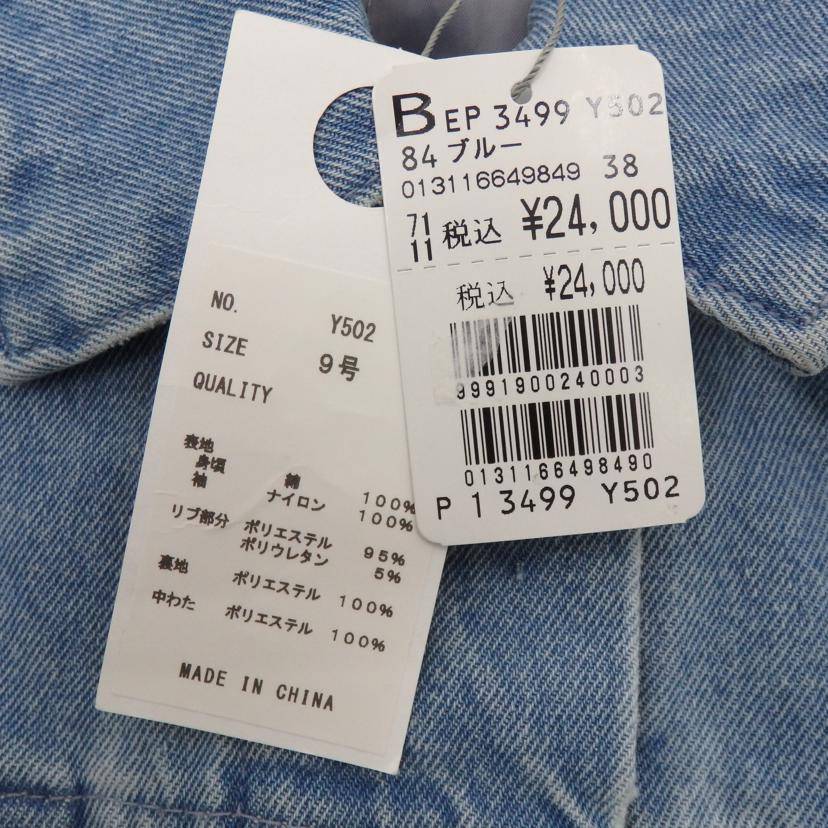 NO. Y502
SIZE 9号
QUALITY
表地
身頃 綿 100%
袖 ナイロン 100%
リブ部分 ポリエステル 95%
ポリウレタン 5%
裏地 ポリエステル 100%
中わた ポリエステル 100%
MADE IN CHINA
B EP 3499 Y502
84 ブルー
013116649849 38
71
11 税込 ¥24,000
税込 ¥24,000
9991900240003
0131166498490
P 1 3499 Y502